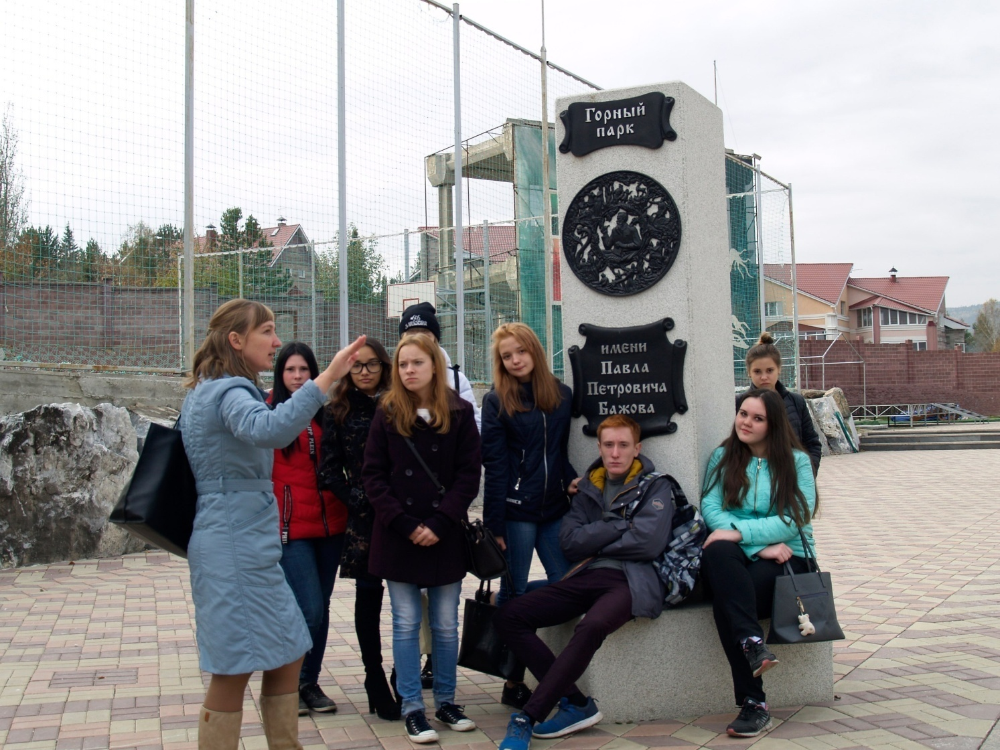 Горный
парк
имени
Павла
Петровича
Бажова